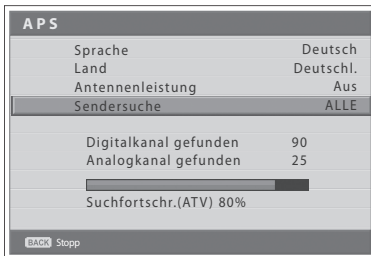 APS
Sprache Deutsch
Land Deutschl.
Antennenleistung Aus
Sendersuche ALLE
Digitalkanal gefunden 90
Analogkanal gefunden 25
Suchfortschr.(ATV) 80%
BACK Stopp